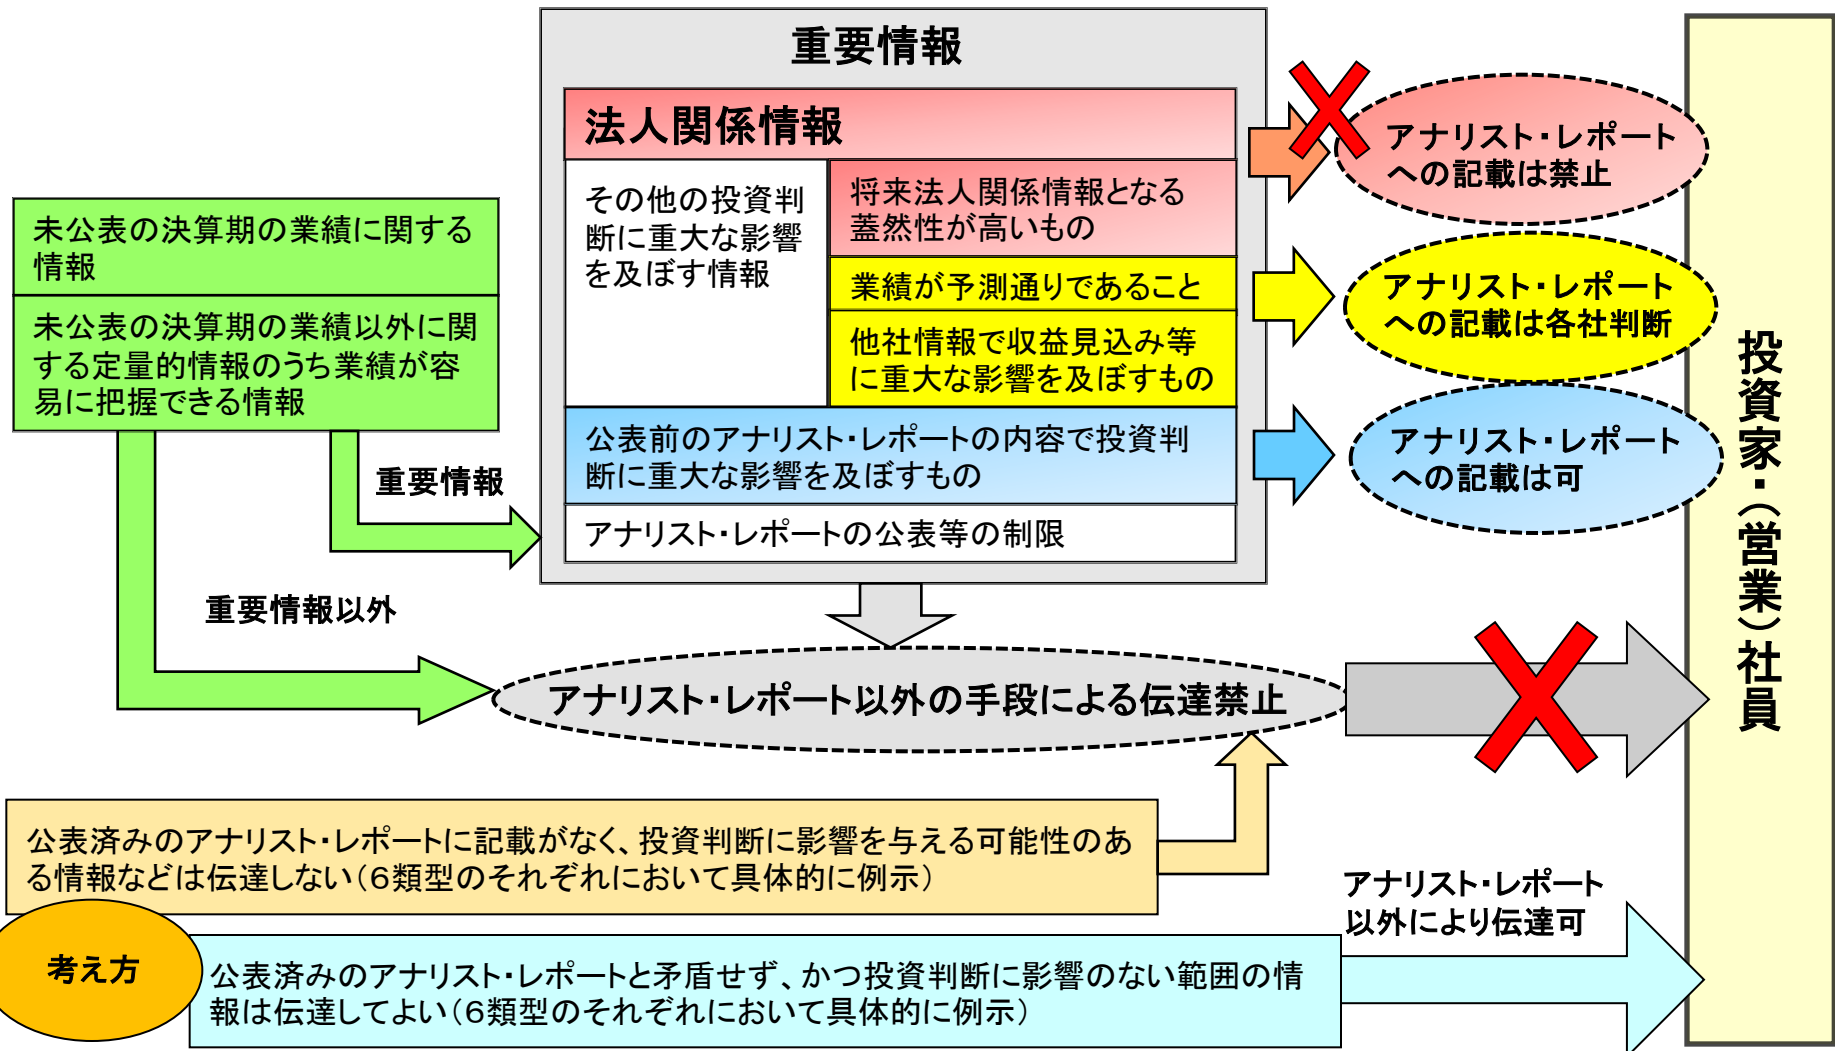 重要情報
法人関係情報
その他の投資判
断に重大な影響
を及ぼす情報
将来法人関係情報となる
蓋然性が高いもの
業績が予測通りであること
他社情報で収益見込み等
に重大な影響を及ぼすもの
公表前のアナリスト・レポートの内容で投資判
断に重大な影響を及ぼすもの
アナリスト・レポートの公表等の制限
アナリスト・レポート
への記載は禁止
アナリスト・レポート
への記載は各社判断
アナリスト・レポート
への記載は可
投資家・（営業）社員
未公表の決算期の業績に関する
情報
未公表の決算期の業績以外に関
する定量的情報のうち業績が容
易に把握できる情報
重要情報
重要情報以外
アナリスト・レポート以外の手段による伝達禁止
公表済みのアナリスト・レポートに記載がなく、投資判断に影響を与える可能性のあ
る情報などは伝達しない（６類型のそれぞれにおいて具体的に例示）
アナリスト・レポート
以外により伝達可
考え方
公表済みのアナリスト・レポートと矛盾せず、かつ投資判断に影響のない範囲の情
報は伝達してよい（６類型のそれぞれにおいて具体的に例示）